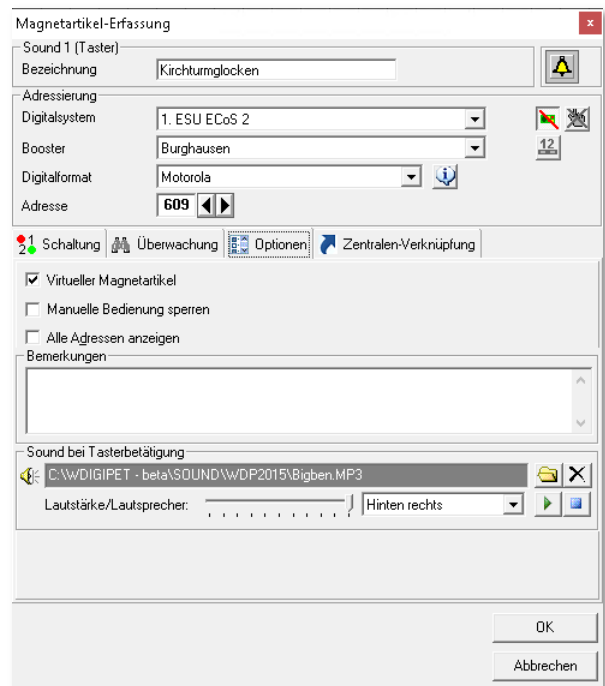 Magnetartikel-Erfassung x
Sound 1 (Taster)
Bezeichnung Kirchturmglocken
Adressierung
Digitalsystem 1. ESU ECoS 2
Booster Burghausen 12
Digitalformat Motorola
Adresse 609
1 2 Schaltung Überwachung Optionen Zentralen-Verknüpfung
Virtueller Magnetartikel
Manuelle Bedienung sperren
Alle Adressen anzeigen
Bemerkungen
Sound bei Tasterbetätigung
C:\WDIGIPET - beta\SOUND\WDP2015\Bigben.MP3
Lautstärke/Lautsprecher: Hinten rechts
OK
Abbrechen